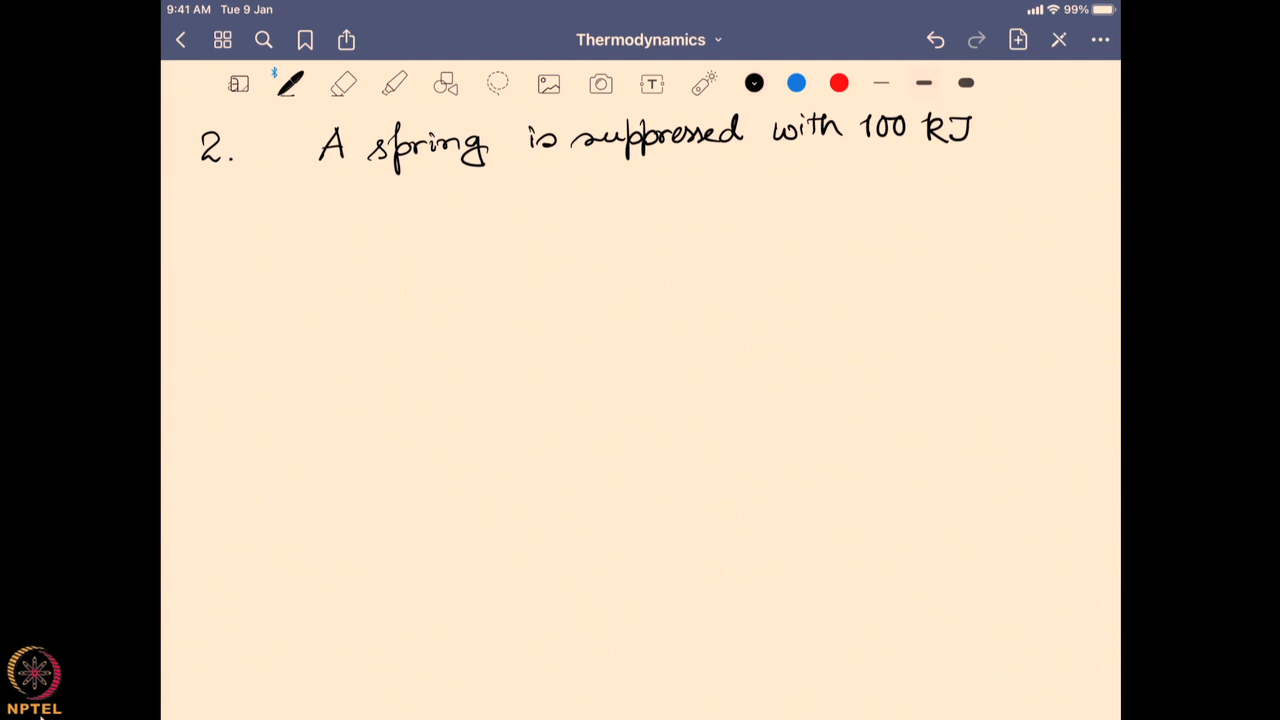 9:41 AM Tue 9 Jan 99%
Thermodynamics
T
2. A spring is suppressed with 100 kJ
NPTEL